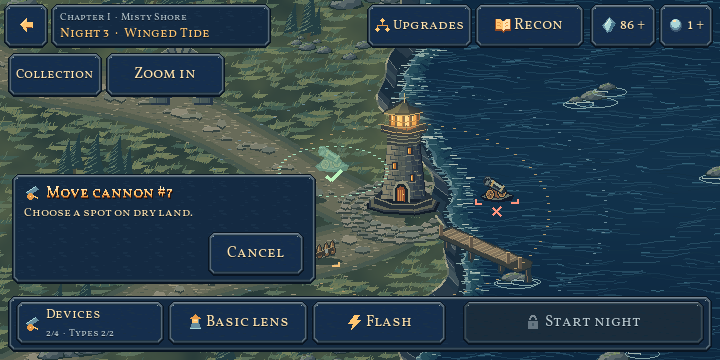 Chapter I · Misty Shore
Night 3 · Winged Tide
Upgrades
Recon
86 +
1 +
Collection
Zoom in
Move cannon #7
Choose a spot on dry land.
Cancel
Devices
2/4 · Types 2/2
Basic lens
Flash
Start night